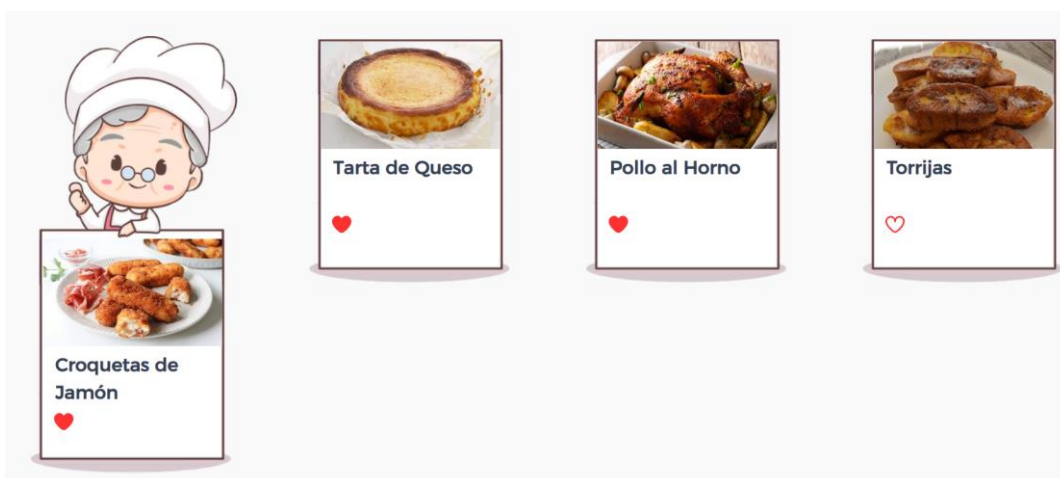 Tarta de Queso
Pollo al Horno
Torrijas
Croquetas de
Jamón